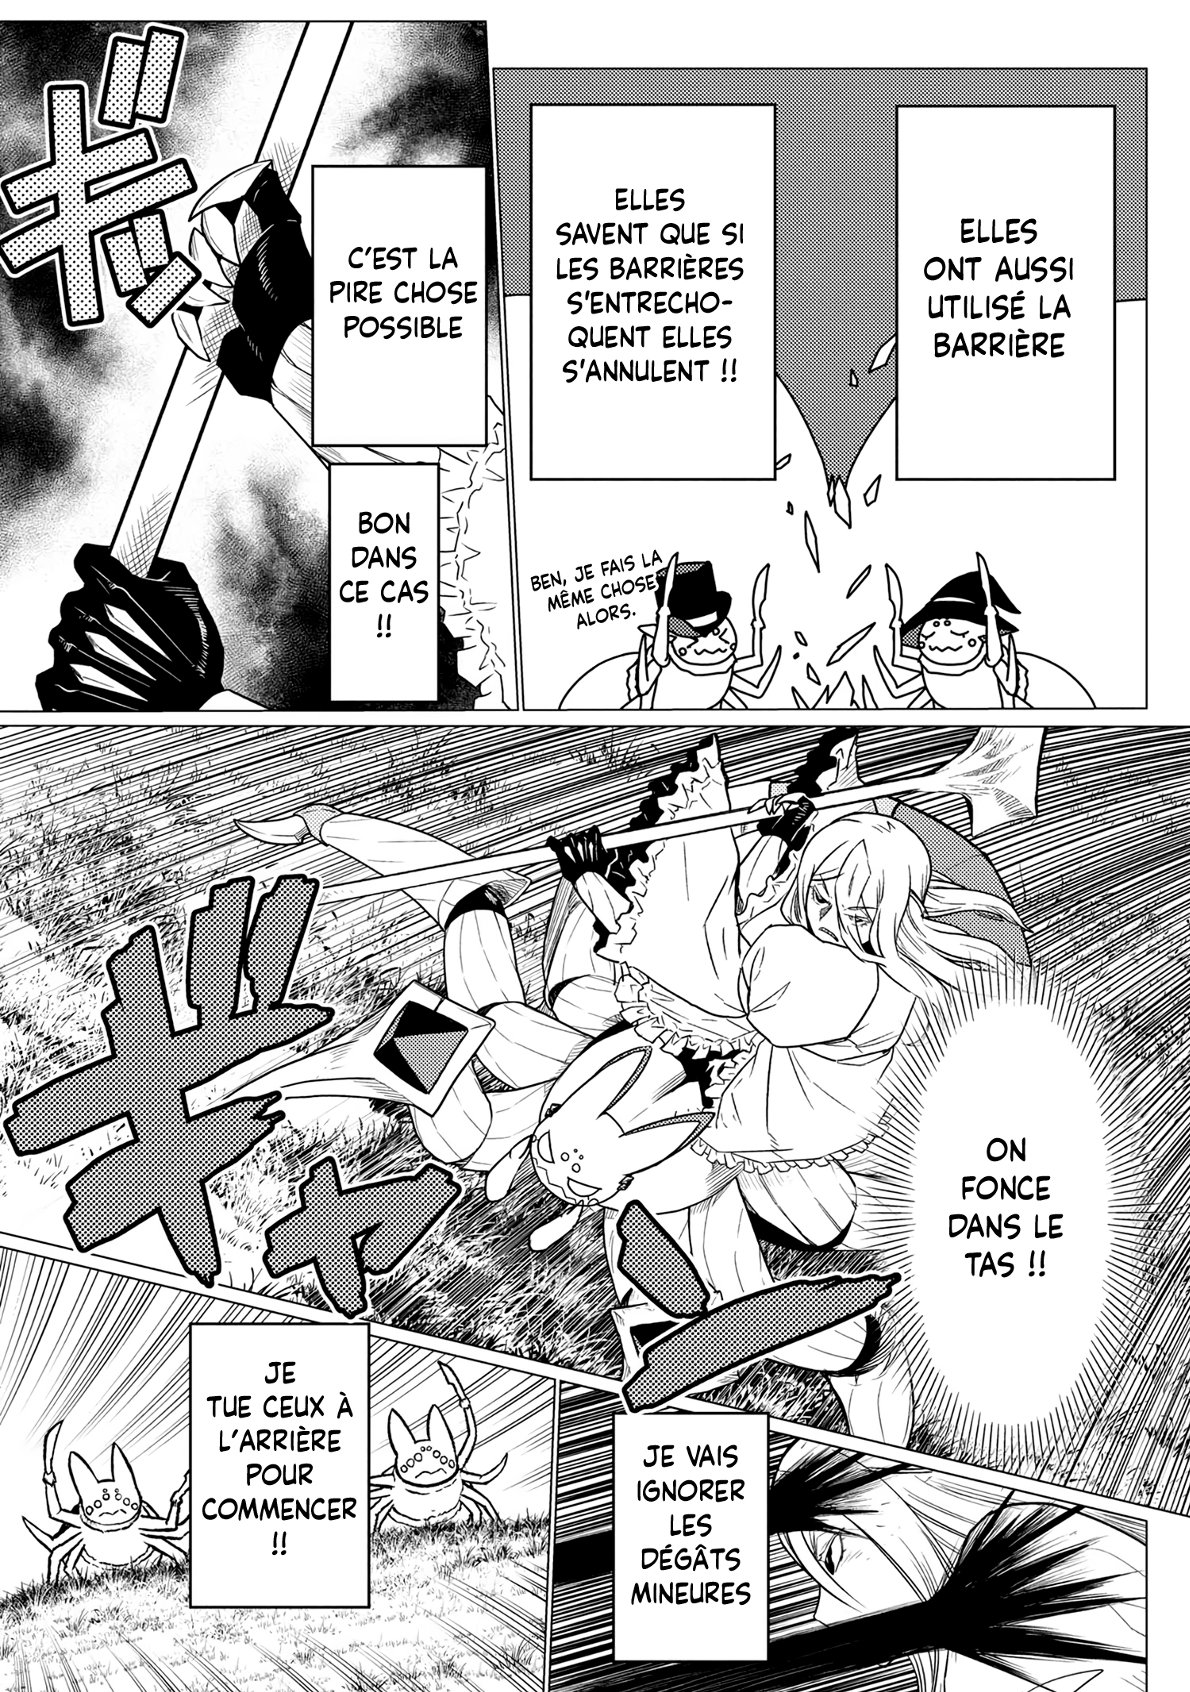 ELLES
ONT AUSSI
UTILISÉ LA
BARRIÈRE
ELLES
SAVENT QUE SI
LES BARRIÈRES
S'ENTRECHO-
QUENT ELLES
S'ANNULENT !!
BEN, JE FAIS LA
MÊME CHOSE
ALORS.
C'EST LA
PIRE CHOSE
POSSIBLE
BON
DANS
CE CAS
!!
ギシ
ON
FONCE
DANS LE
TAS !!
ギャリ
JE VAIS
IGNORER
LES
DÉGÂTS
MINEURES
JE
TUE CEUX À
L'ARRIÈRE
POUR
COMMENCER
!!